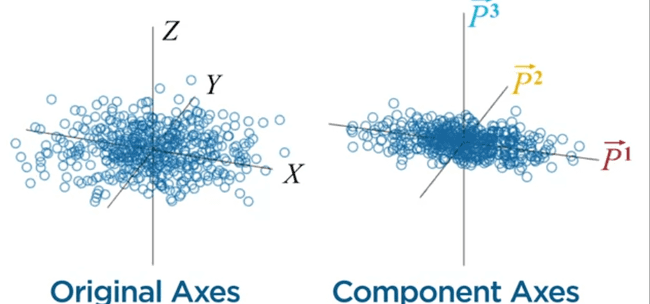 Z
Y
X
Original Axes
P³
P²
P¹
Component Axes